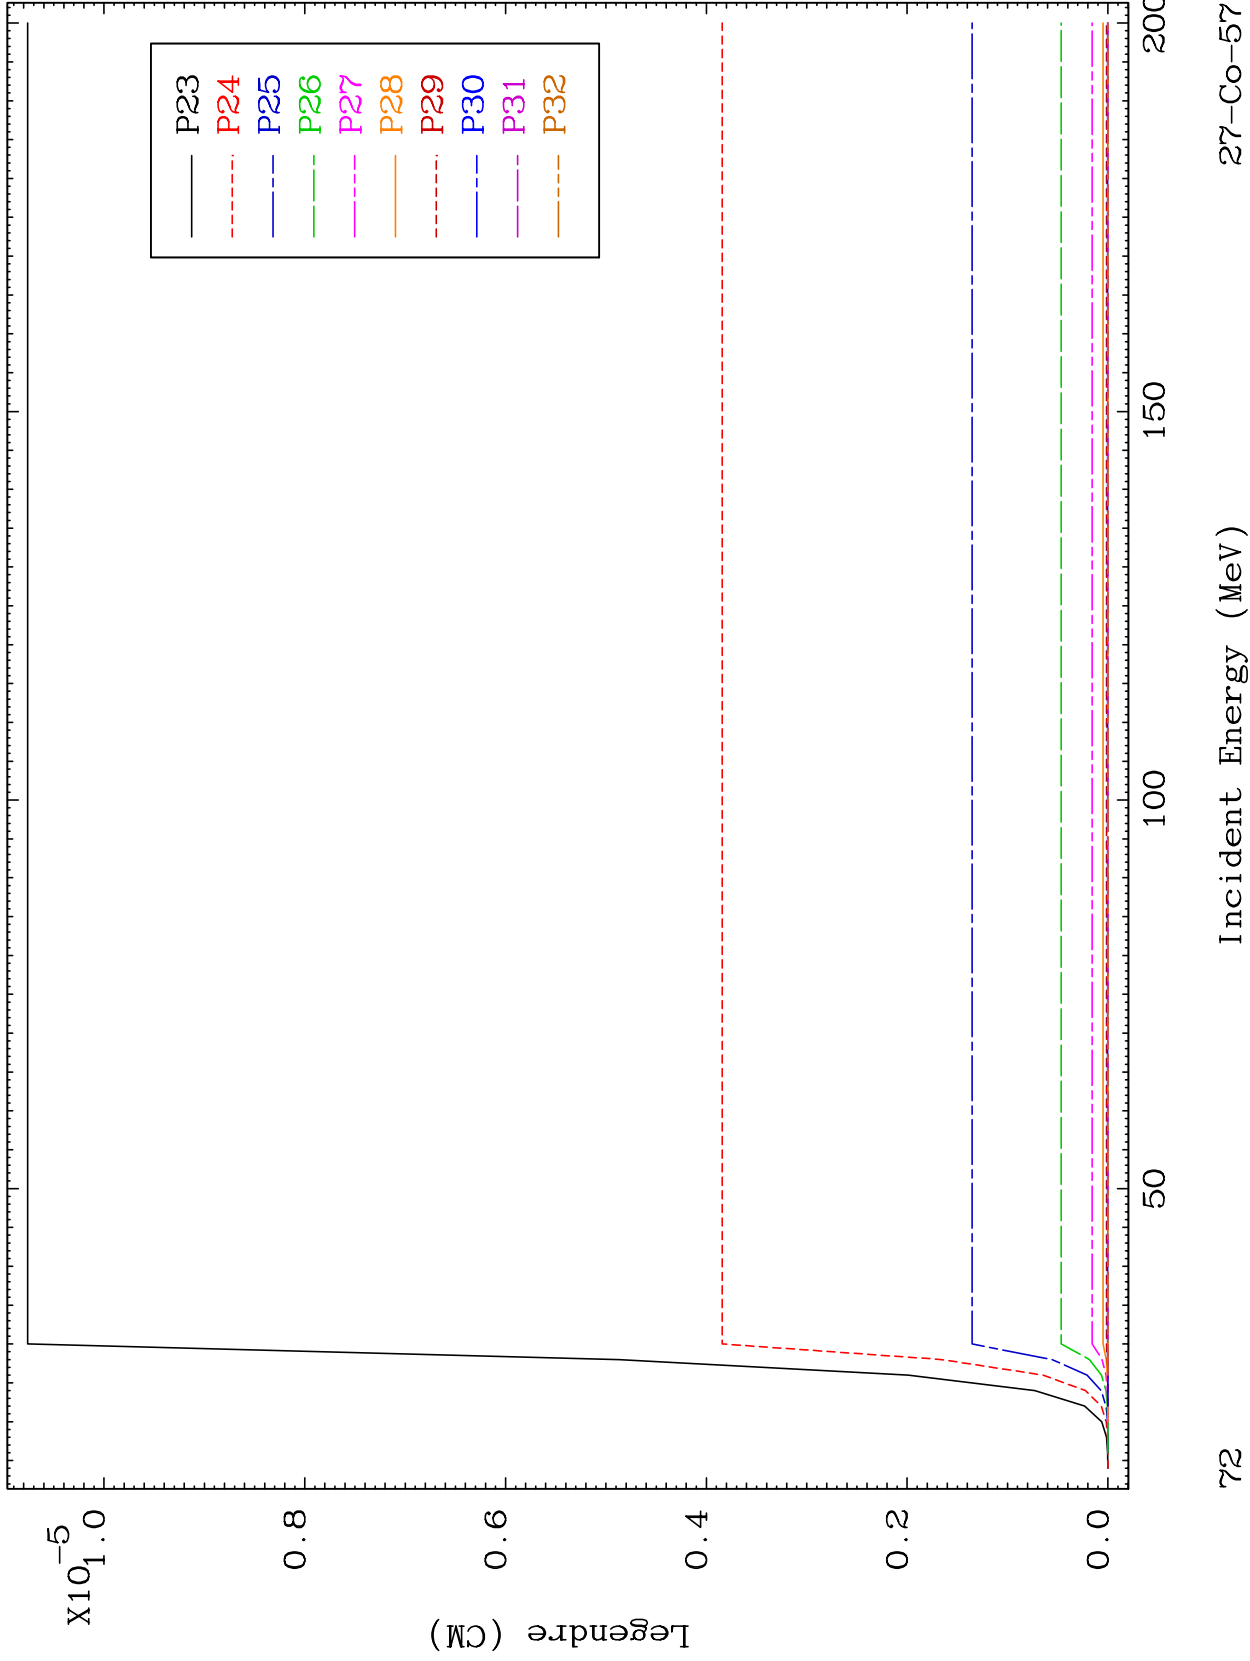 X10-5
1.0
0.8
0.6
0.4
0.2
0.0
Legendre (CM)
P23
P24
P25
P26
P27
P28
P29
P30
P31
P32
50
100
150
200
Incident Energy (MeV)
72
27-Co-57